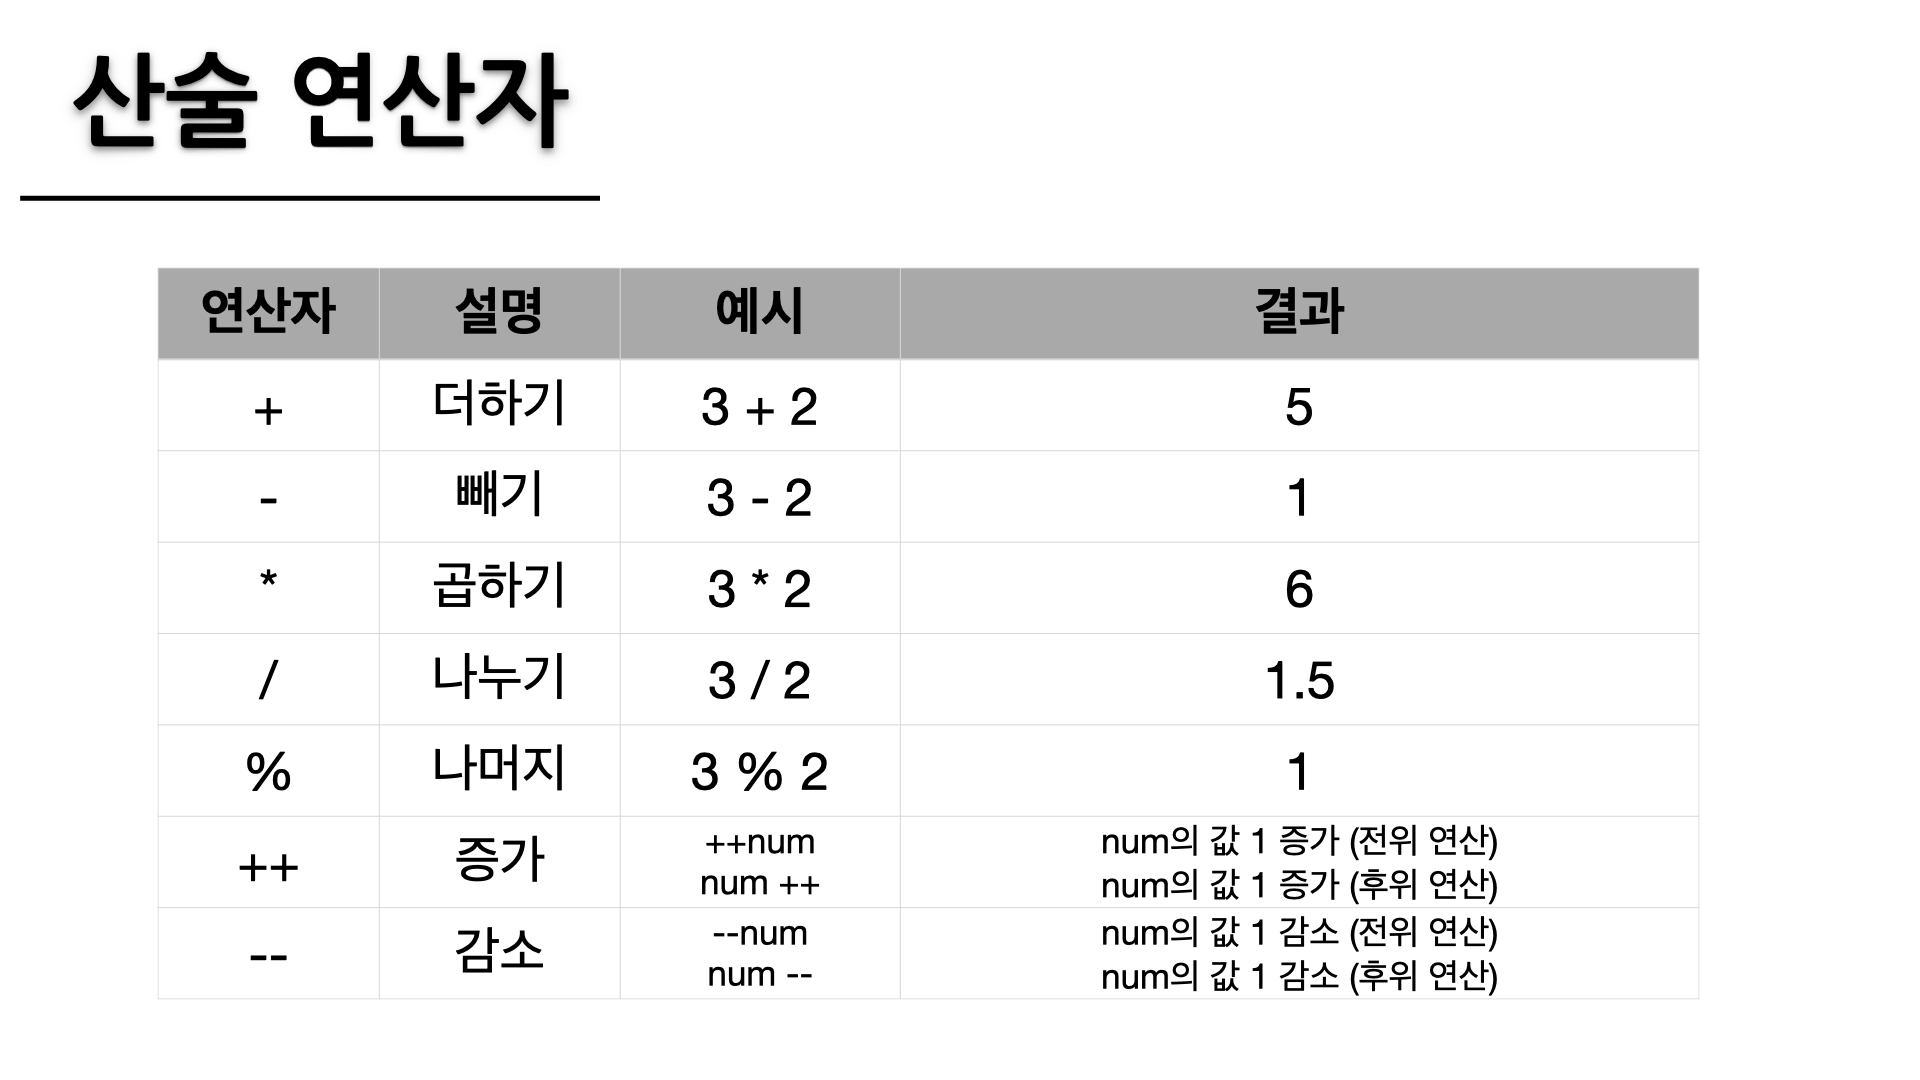 산술 연산자
연산자 설명 예시 결과
+ 더하기 3 + 2 5
- 빼기 3 - 2 1
* 곱하기 3 * 2 6
/ 나누기 3 / 2 1.5
% 나머지 3 % 2 1
++ 증가 ++num num의 값 1 증가 (전위 연산)
num ++ num의 값 1 증가 (후위 연산)
-- 감소 --num num의 값 1 감소 (전위 연산)
num -- num의 값 1 감소 (후위 연산)